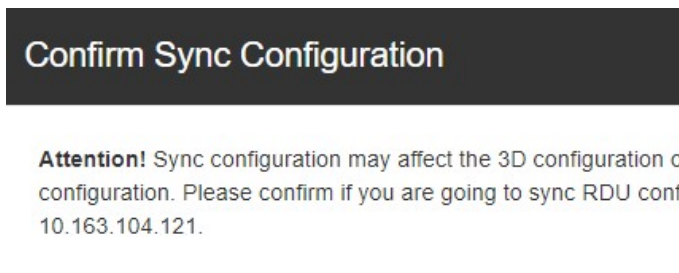 Confirm Sync Configuration
Attention! Sync configuration may affect the 3D configuration
configuration. Please confirm if you are going to sync RDU
10.163.104.121.